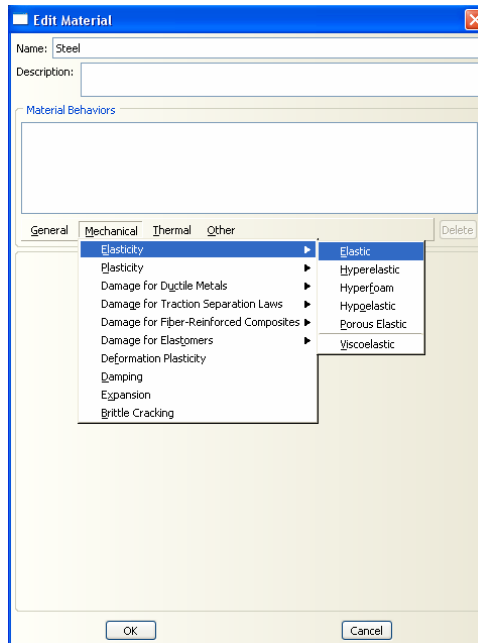 Edit Material
Name: Steel
Description:
Material Behaviors
General Mechanical Thermal Other Delete
Elasticity
Plasticity
Damage for Ductile Metals
Damage for Traction Separation Laws
Damage for Fiber-Reinforced Composites
Damage for Elastomers
Deformation Plasticity
Damping
Expansion
Brittle Cracking
Elastic
Hyperelastic
Hyperfoam
Hypoelastic
Porous Elastic
Viscoelastic
OK Cancel